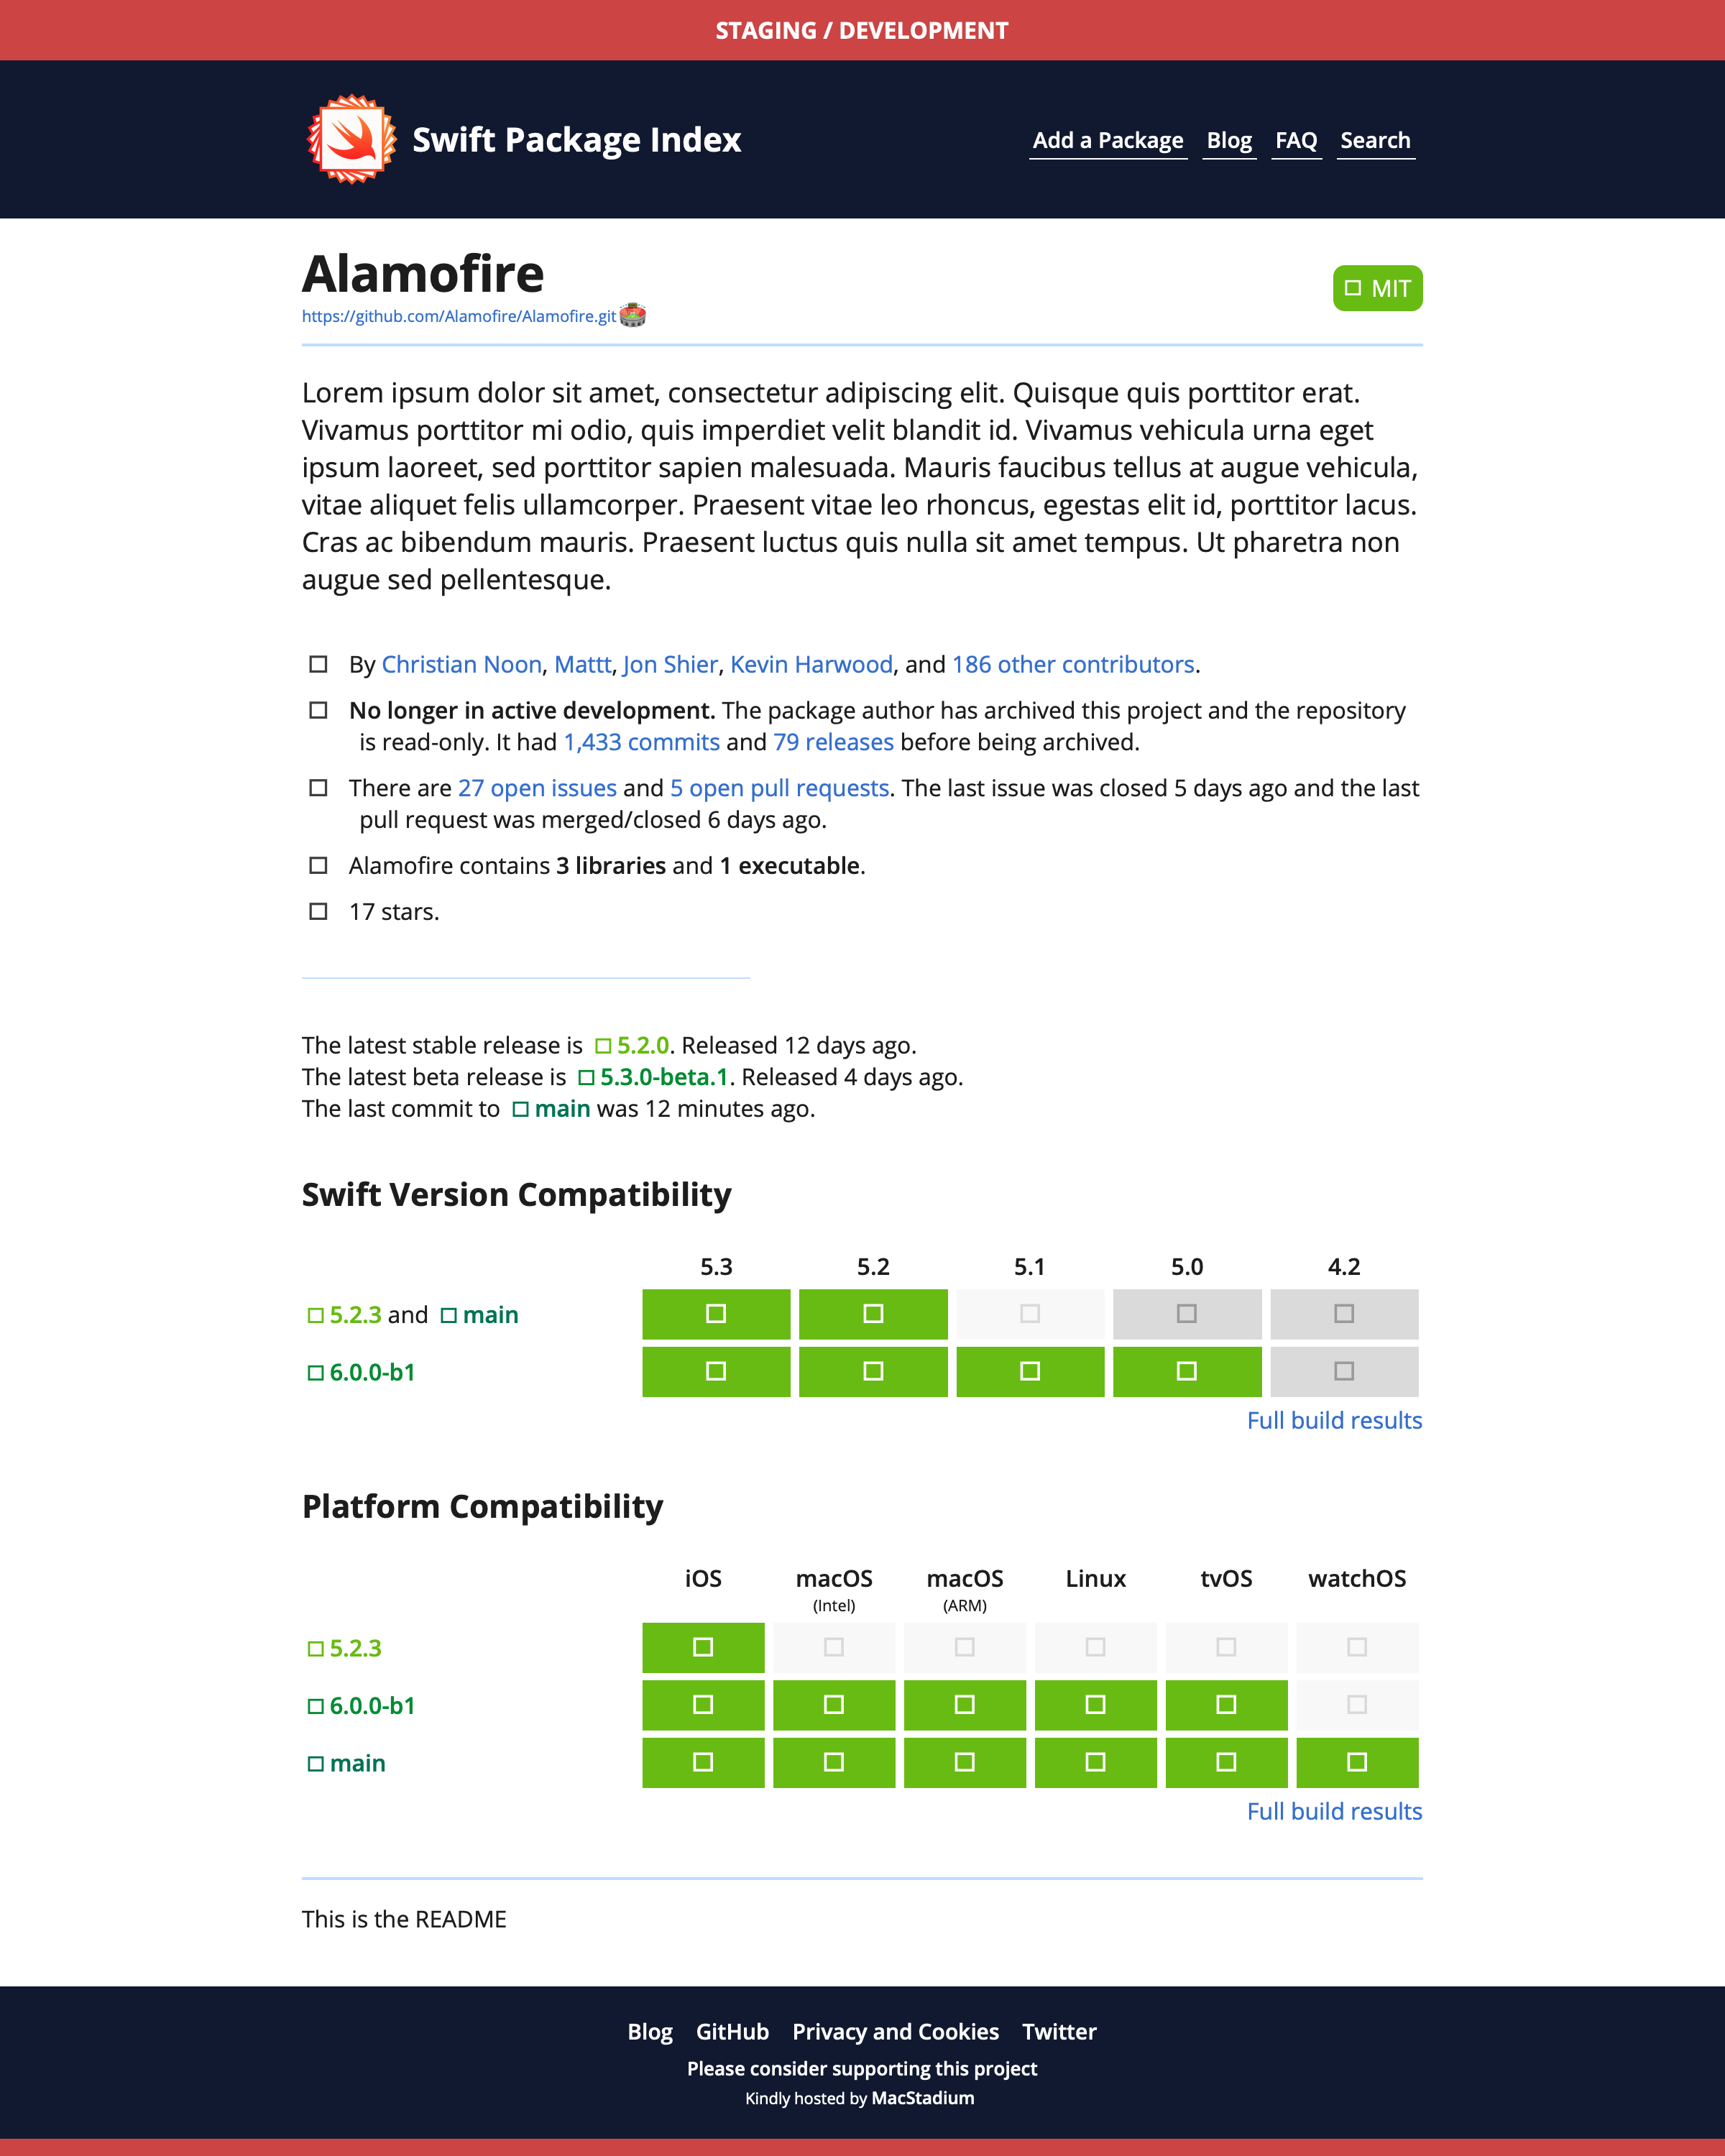 STAGING / DEVELOPMENT
Swift Package Index
Add a Package Blog FAQ Search
Alamofire
MIT
https://github.com/Alamofire/Alamofire.git
Lorem ipsum dolor sit amet, consectetur adipiscing elit. Quisque quis porttitor erat.
Vivamus porttitor mi odio, quis imperdiet velit blandit id. Vivamus vehicula urna eget
ipsum laoreet, sed porttitor sapien malesuada. Mauris faucibus tellus at augue vehicula,
vitae aliquet felis ullamcorper. Praesent vitae leo rhoncus, egestas elit id, porttitor lacus.
Cras ac bibendum mauris. Praesent luctus quis nulla sit amet tempus. Ut pharetra non
augue sed pellentesque.
By Christian Noon, Mattt, Jon Shier, Kevin Harwood, and 186 other contributors.
No longer in active development. The package author has archived this project and the repository
is read-only. It had 1,433 commits and 79 releases before being archived.
There are 27 open issues and 5 open pull requests. The last issue was closed 5 days ago and the last
pull request was merged/closed 6 days ago.
Alamofire contains 3 libraries and 1 executable.
17 stars.
The latest stable release is 5.2.0. Released 12 days ago.
The latest beta release is 5.3.0-beta.1. Released 4 days ago.
The last commit to main was 12 minutes ago.
Swift Version Compatibility
5.3 5.2 5.1 5.0 4.2
5.2.3 and main
6.0.0-b1
Full build results
Platform Compatibility
iOS macOS macOS Linux tvOS watchOS
(Intel) (ARM)
5.2.3
6.0.0-b1
main
Full build results
This is the README
Blog GitHub Privacy and Cookies Twitter
Please consider supporting this project
Kindly hosted by MacStadium